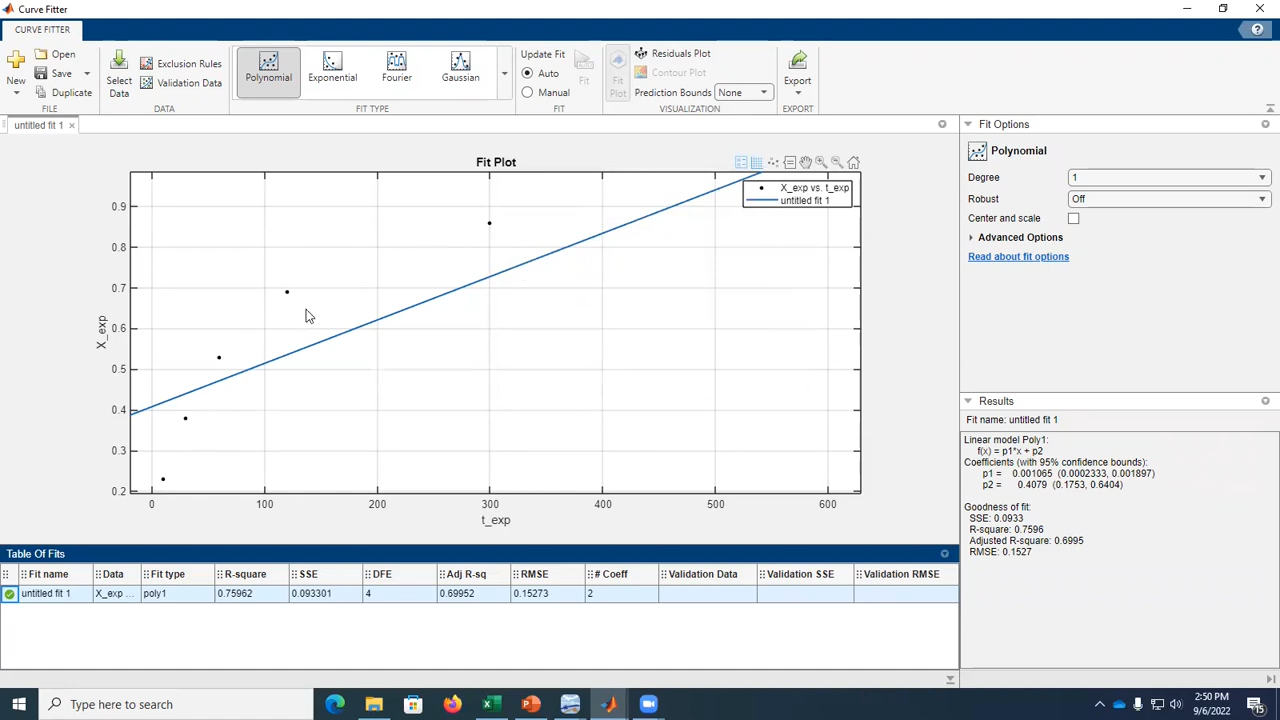 Curve Fitter
CURVE FITTER
New
Open
Save
Duplicate
FILE
Select Data
Exclusion Rules
Validation Data
DATA
Polynomial
Exponential
Fourier
Gaussian
FIT TYPE
Update Fit
Auto
Manual
Fit
FIT
Fit Plot
Residuals Plot
Contour Plot
Prediction Bounds None
VISUALIZATION
Export
EXPORT
untitled fit 1
Fit Plot
X_exp vs. t_exp
untitled fit 1
0.9
0.8
0.7
0.6
0.5
0.4
0.3
0.2
X_exp
0 100 200 300 400 500 600
t_exp
Fit Options
Polynomial
Degree 1
Robust Off
Center and scale
Advanced Options
Read about fit options
Results
Fit name: untitled fit 1
Linear model Poly1:
f(x) = p1*x + p2
Coefficients (with 95% confidence bounds):
p1 = 0.001065 (0.0002333, 0.001897)
p2 = 0.4079 (0.1753, 0.6404)
Goodness of fit:
SSE: 0.0933
R-square: 0.7596
Adjusted R-square: 0.6995
RMSE: 0.1527
Table Of Fits
Fit name Data Fit type R-square SSE DFE Adj R-sq RMSE # Coeff Validation Data Validation SSE Validation RMSE
untitled fit 1 X_exp ... poly1 0.75962 0.093301 4 0.69952 0.15273 2
Type here to search
2:50 PM
9/6/2022
15